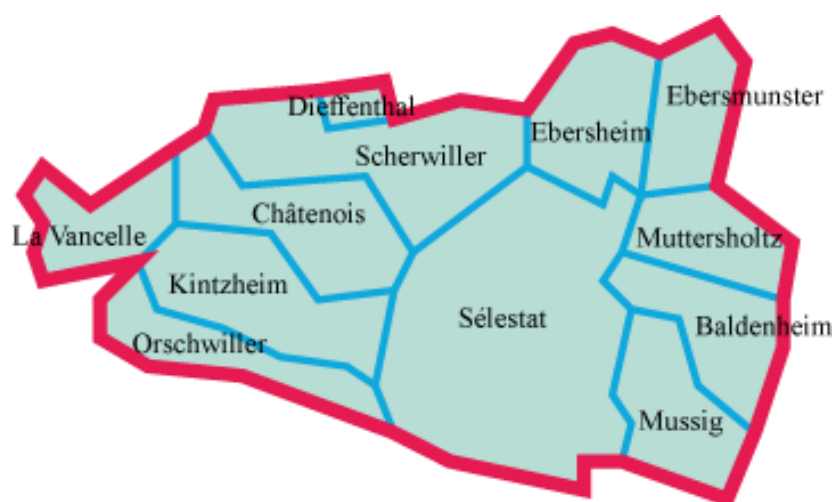 Ebersmunster
Dieffenthal
Ebersheim
Scherwiller
Châtenois
La Vancelle
Muttersholtz
Kintzheim
Sélestat
Baldenheim
Orschwiller
Mussig